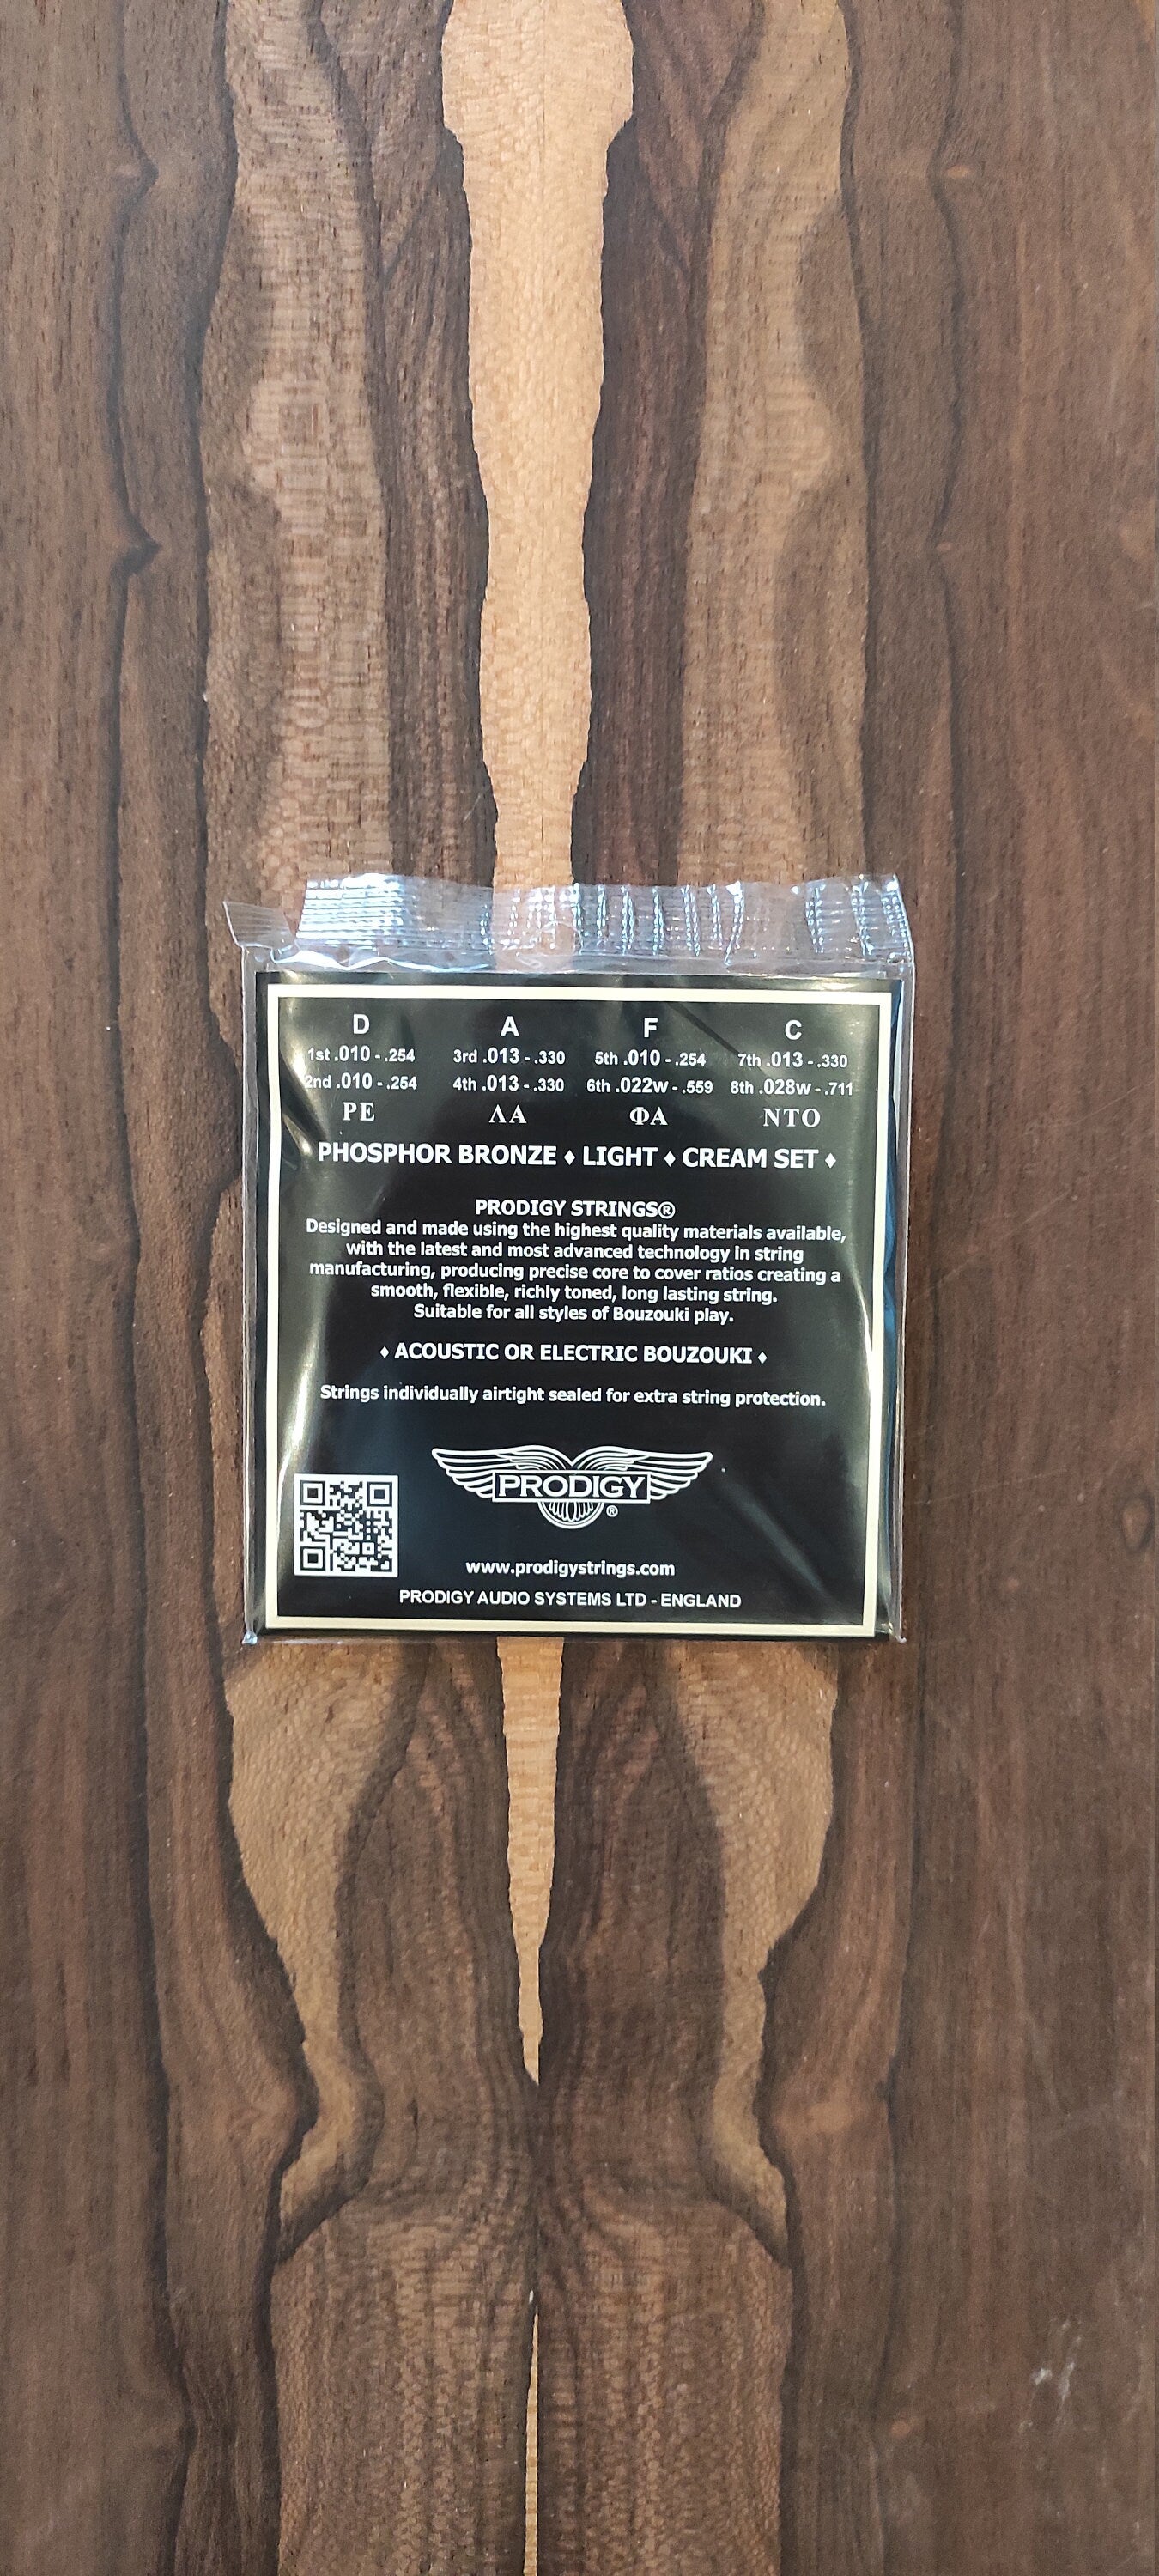 D A F C
1st .010 - .254 3rd .013 - .330 5th .010 - .254 7th .013 - .330
2nd .010 - .254 4th .013 - .330 6th .022w - .559 8th .028w - .711
ΡΕ ΛΑ ΦΑ ΝΤΟ
PHOSPHOR BRONZE ♦ LIGHT ♦ CREAM SET ♦
PRODIGY STRINGS®
Designed and made using the highest quality materials available,
with the latest and most advanced technology in string
manufacturing, producing precise core to cover ratios creating a
smooth, flexible, richly toned, long lasting string.
Suitable for all styles of Bouzouki play.
♦ ACOUSTIC OR ELECTRIC BOUZOUKI ♦
Strings individually airtight sealed for extra string protection.
PRODIGY®
www.prodigystrings.com
PRODIGY AUDIO SYSTEMS LTD - ENGLAND